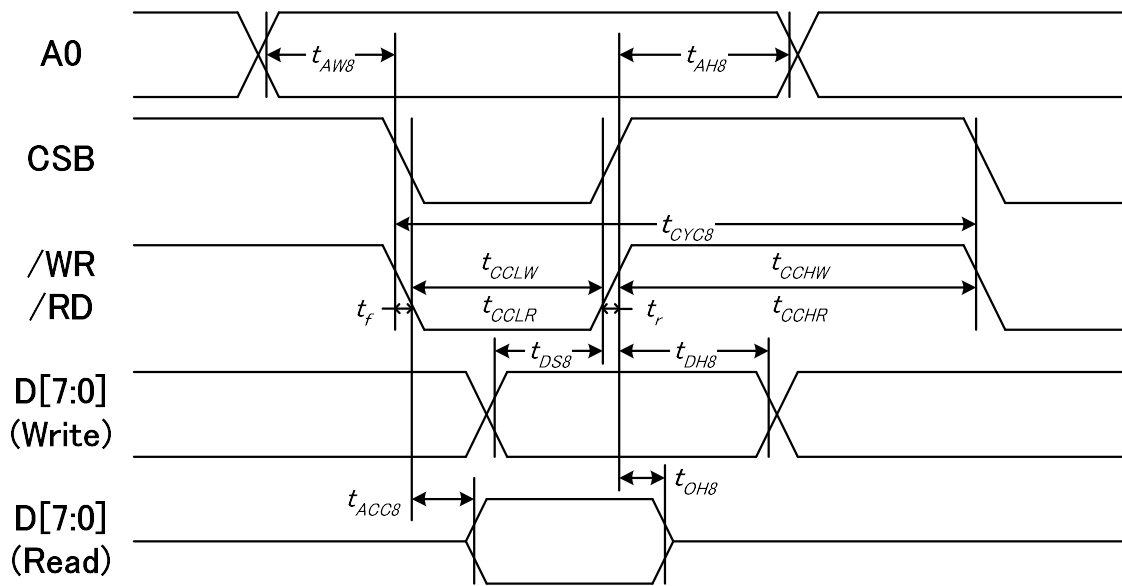 A0
t_AW8
t_AH8
CSB
t_CYC8
/WR
/RD
t_CCLW
t_CCHW
t_f
t_CCLR
t_r
t_CCHR
t_DS8
t_DH8
D[7:0]
(Write)
t_ACC8
t_OH8
D[7:0]
(Read)